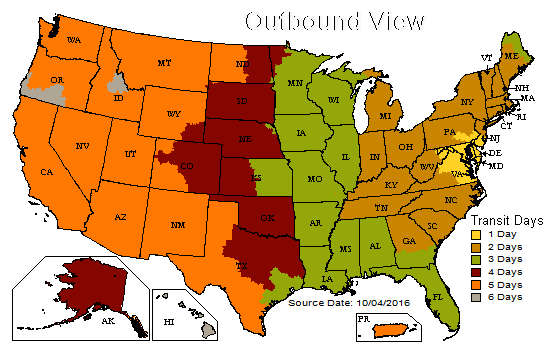 Outbound View
WA
MT
ND
MN
ME
VT
OR
ID
SD
WI
NH
MA
WY
NY
MI
RI
CT
IA
NE
PA
NJ
NV
UT
IL
IN
OH
DE
MD
CO
KS
MO
WV
VA
CA
KY
AZ
NM
OK
AR
TN
NC
SC
TX
MS
AL
GA
LA
FL
AK
HI
PR
Transit Days
1 Day
2 Days
3 Days
4 Days
5 Days
6 Days
Source Date: 10/04/2016